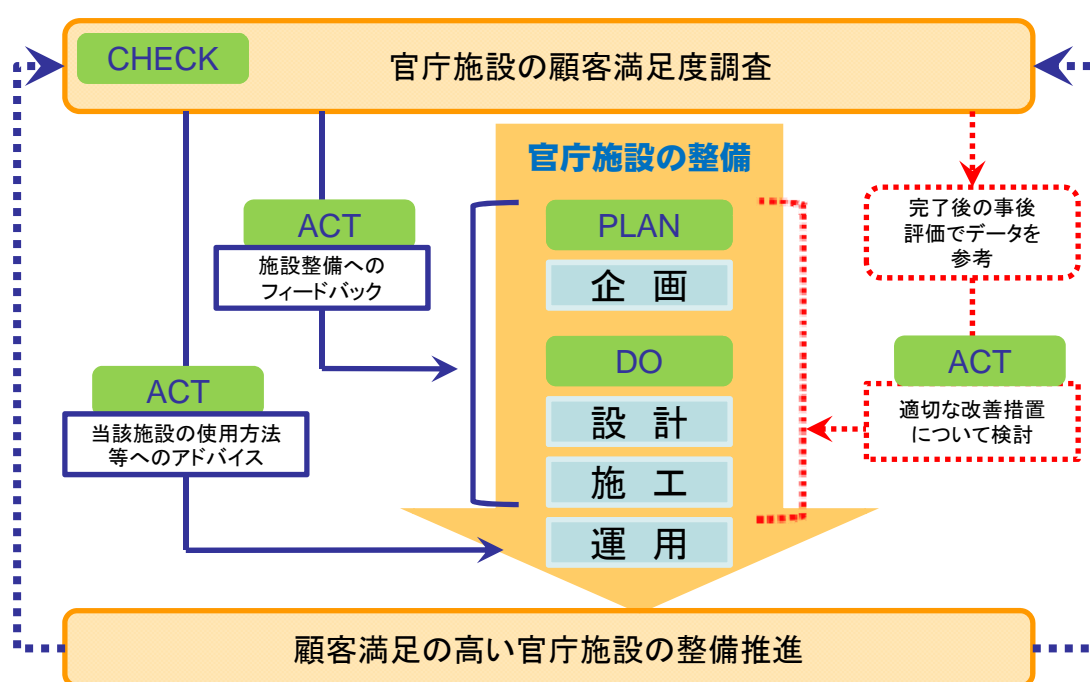 CHECK
官庁施設の顧客満足度調査
官庁施設の整備
PLAN
企 画
DO
設 計
施 工
運 用
ACT
施設整備への
フィードバック
ACT
当該施設の使用方法
等へのアドバイス
完了後の事後
評価でデータを
参考
ACT
適切な改善措置
について検討
顧客満足の高い官庁施設の整備推進